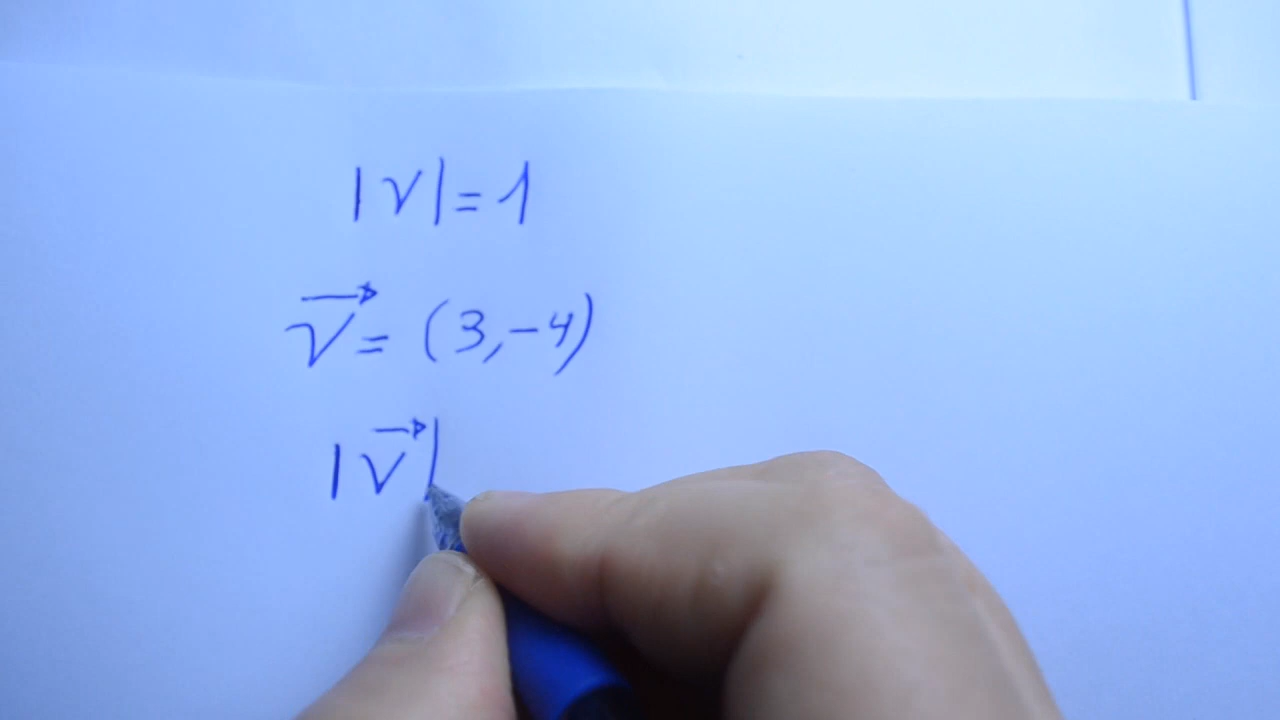 |v|=1
v⃗= (3,-4)
|v⃗|